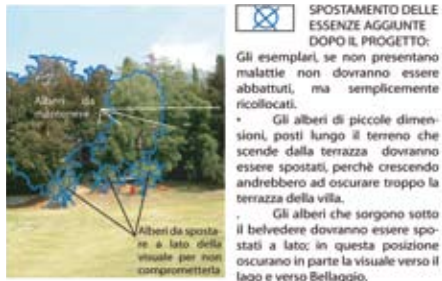 SPOSTAMENTO DELLE
ESSENZE AGGIUNTE
DOPO IL PROGETTO:
Gli esemplari, se non presentano
malattie non dovranno essere
abbattuti, ma semplicemente
ricollocati.
• Gli alberi di piccole dimen-
sioni, posti lungo il terreno che
scende dalla terrazza dovranno
essere spostati, perchè crescendo
andrebbero ad oscurare troppo la
terrazza della villa.
. Gli alberi che sorgono sotto
il belvedere dovranno essere spo-
stati a lato; in questa posizione
oscurano in parte la visuale verso il
lago e verso Bellaggio.
Alberi da
mantenere
Alberi da sposta-
re a lato della
visuale per non
comprometterla